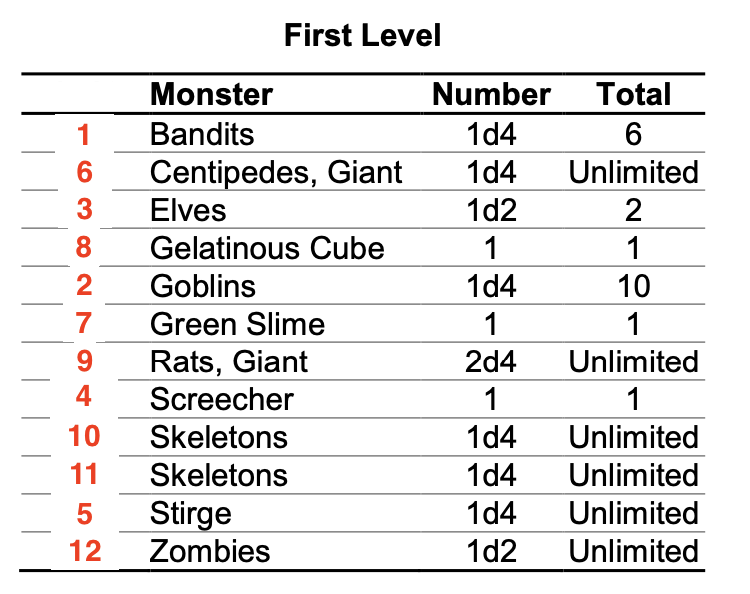 First Level
Monster Number Total
1 Bandits 1d4 6
6 Centipedes, Giant 1d4 Unlimited
3 Elves 1d2 2
8 Gelatinous Cube 1 1
2 Goblins 1d4 10
7 Green Slime 1 1
9 Rats, Giant 2d4 Unlimited
4 Screecher 1 1
10 Skeletons 1d4 Unlimited
11 Skeletons 1d4 Unlimited
5 Stirge 1d4 Unlimited
12 Zombies 1d2 Unlimited